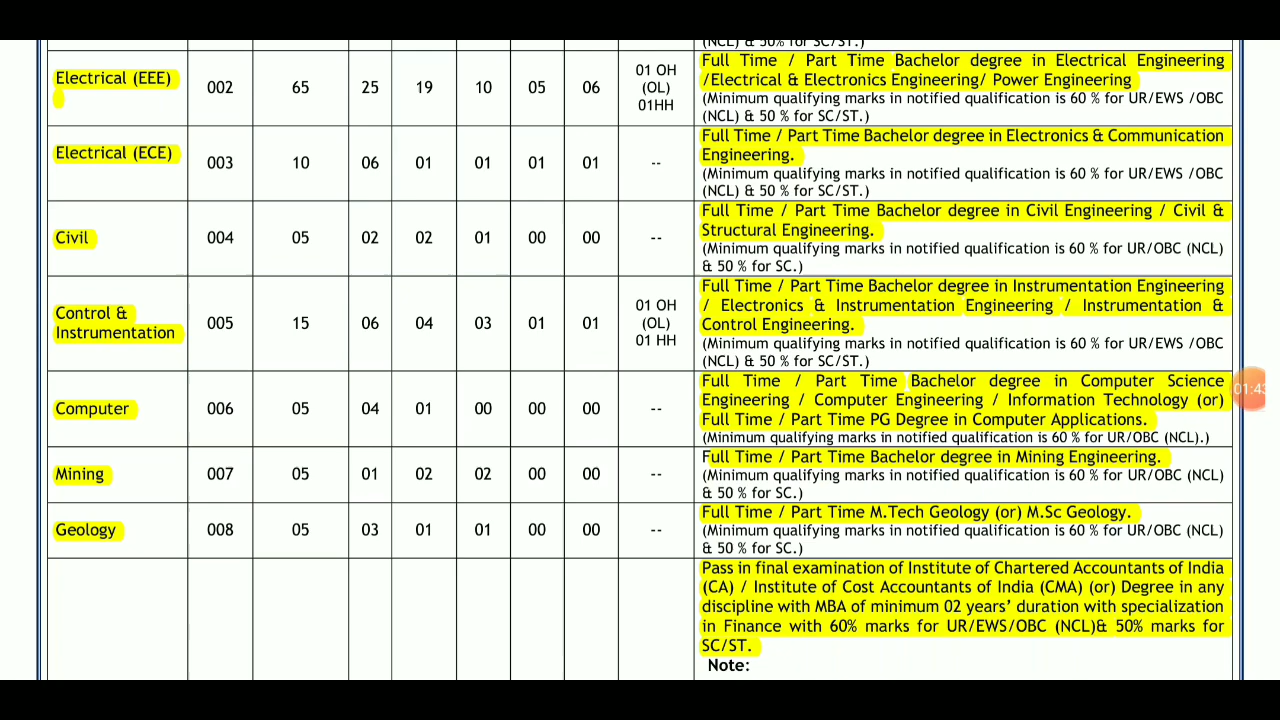 (NCL) & 50% for SC/ST.)
Electrical (EEE) 002 65 25 19 10 05 06 01 OH (OL) 01HH
Full Time / Part Time Bachelor degree in Electrical Engineering
/Electrical & Electronics Engineering/ Power Engineering
(Minimum qualifying marks in notified qualification is 60 % for UR/EWS /OBC
(NCL) & 50 % for SC/ST.)
Electrical (ECE) 003 10 06 01 01 01 01 --
Full Time / Part Time Bachelor degree in Electronics & Communication
Engineering.
(Minimum qualifying marks in notified qualification is 60 % for UR/EWS /OBC
(NCL) & 50 % for SC/ST.)
Civil 004 05 02 02 01 00 00 --
Full Time / Part Time Bachelor degree in Civil Engineering / Civil &
Structural Engineering.
(Minimum qualifying marks in notified qualification is 60 % for UR/OBC (NCL)
& 50 % for SC.)
Control &
Instrumentation 005 15 06 04 03 01 01 01 OH (OL) 01 HH
Full Time / Part Time Bachelor degree in Instrumentation Engineering
/ Electronics & Instrumentation Engineering / Instrumentation &
Control Engineering.
(Minimum qualifying marks in notified qualification is 60 % for UR/EWS /OBC
(NCL) & 50 % for SC/ST.)
Computer 006 05 04 01 00 00 00 --
Full Time / Part Time Bachelor degree in Computer Science
Engineering / Computer Engineering / Information Technology (or)
Full Time / Part Time PG Degree in Computer Applications.
(Minimum qualifying marks in notified qualification is 60 % for UR/OBC (NCL).)
Mining 007 05 01 02 02 00 00 --
Full Time / Part Time Bachelor degree in Mining Engineering.
(Minimum qualifying marks in notified qualification is 60 % for UR/OBC (NCL)
& 50 % for SC.)
Geology 008 05 03 01 01 00 00 --
Full Time / Part Time M.Tech Geology (or) M.Sc Geology.
(Minimum qualifying marks in notified qualification is 60 % for UR/OBC (NCL)
& 50 % for SC.)
Pass in final examination of Institute of Chartered Accountants of India
(CA) / Institute of Cost Accountants of India (CMA) (or) Degree in any
discipline with MBA of minimum 02 years' duration with specialization
in Finance with 60% marks for UR/EWS/OBC (NCL)& 50% marks for
SC/ST.
Note:
01:43